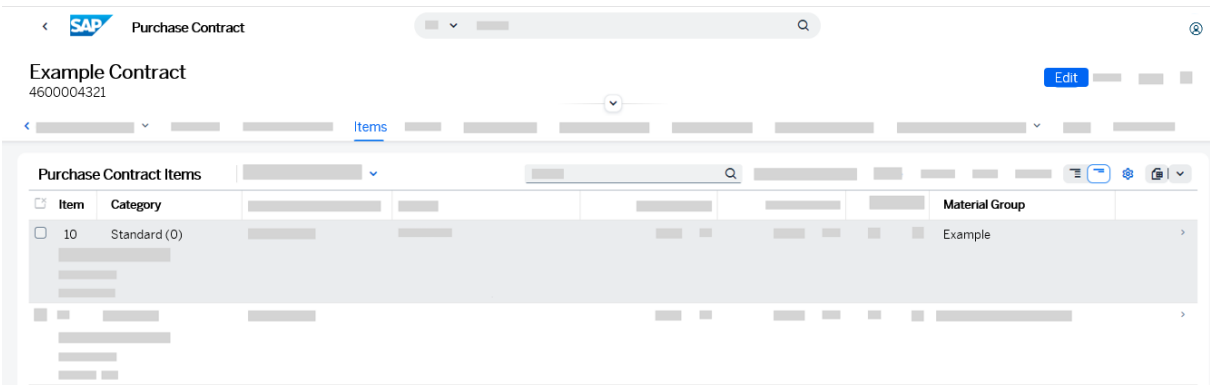 SAP Purchase Contract
Example Contract
4600004321
Edit
Items
Purchase Contract Items
Item Category Material Group
10 Standard (0) Example